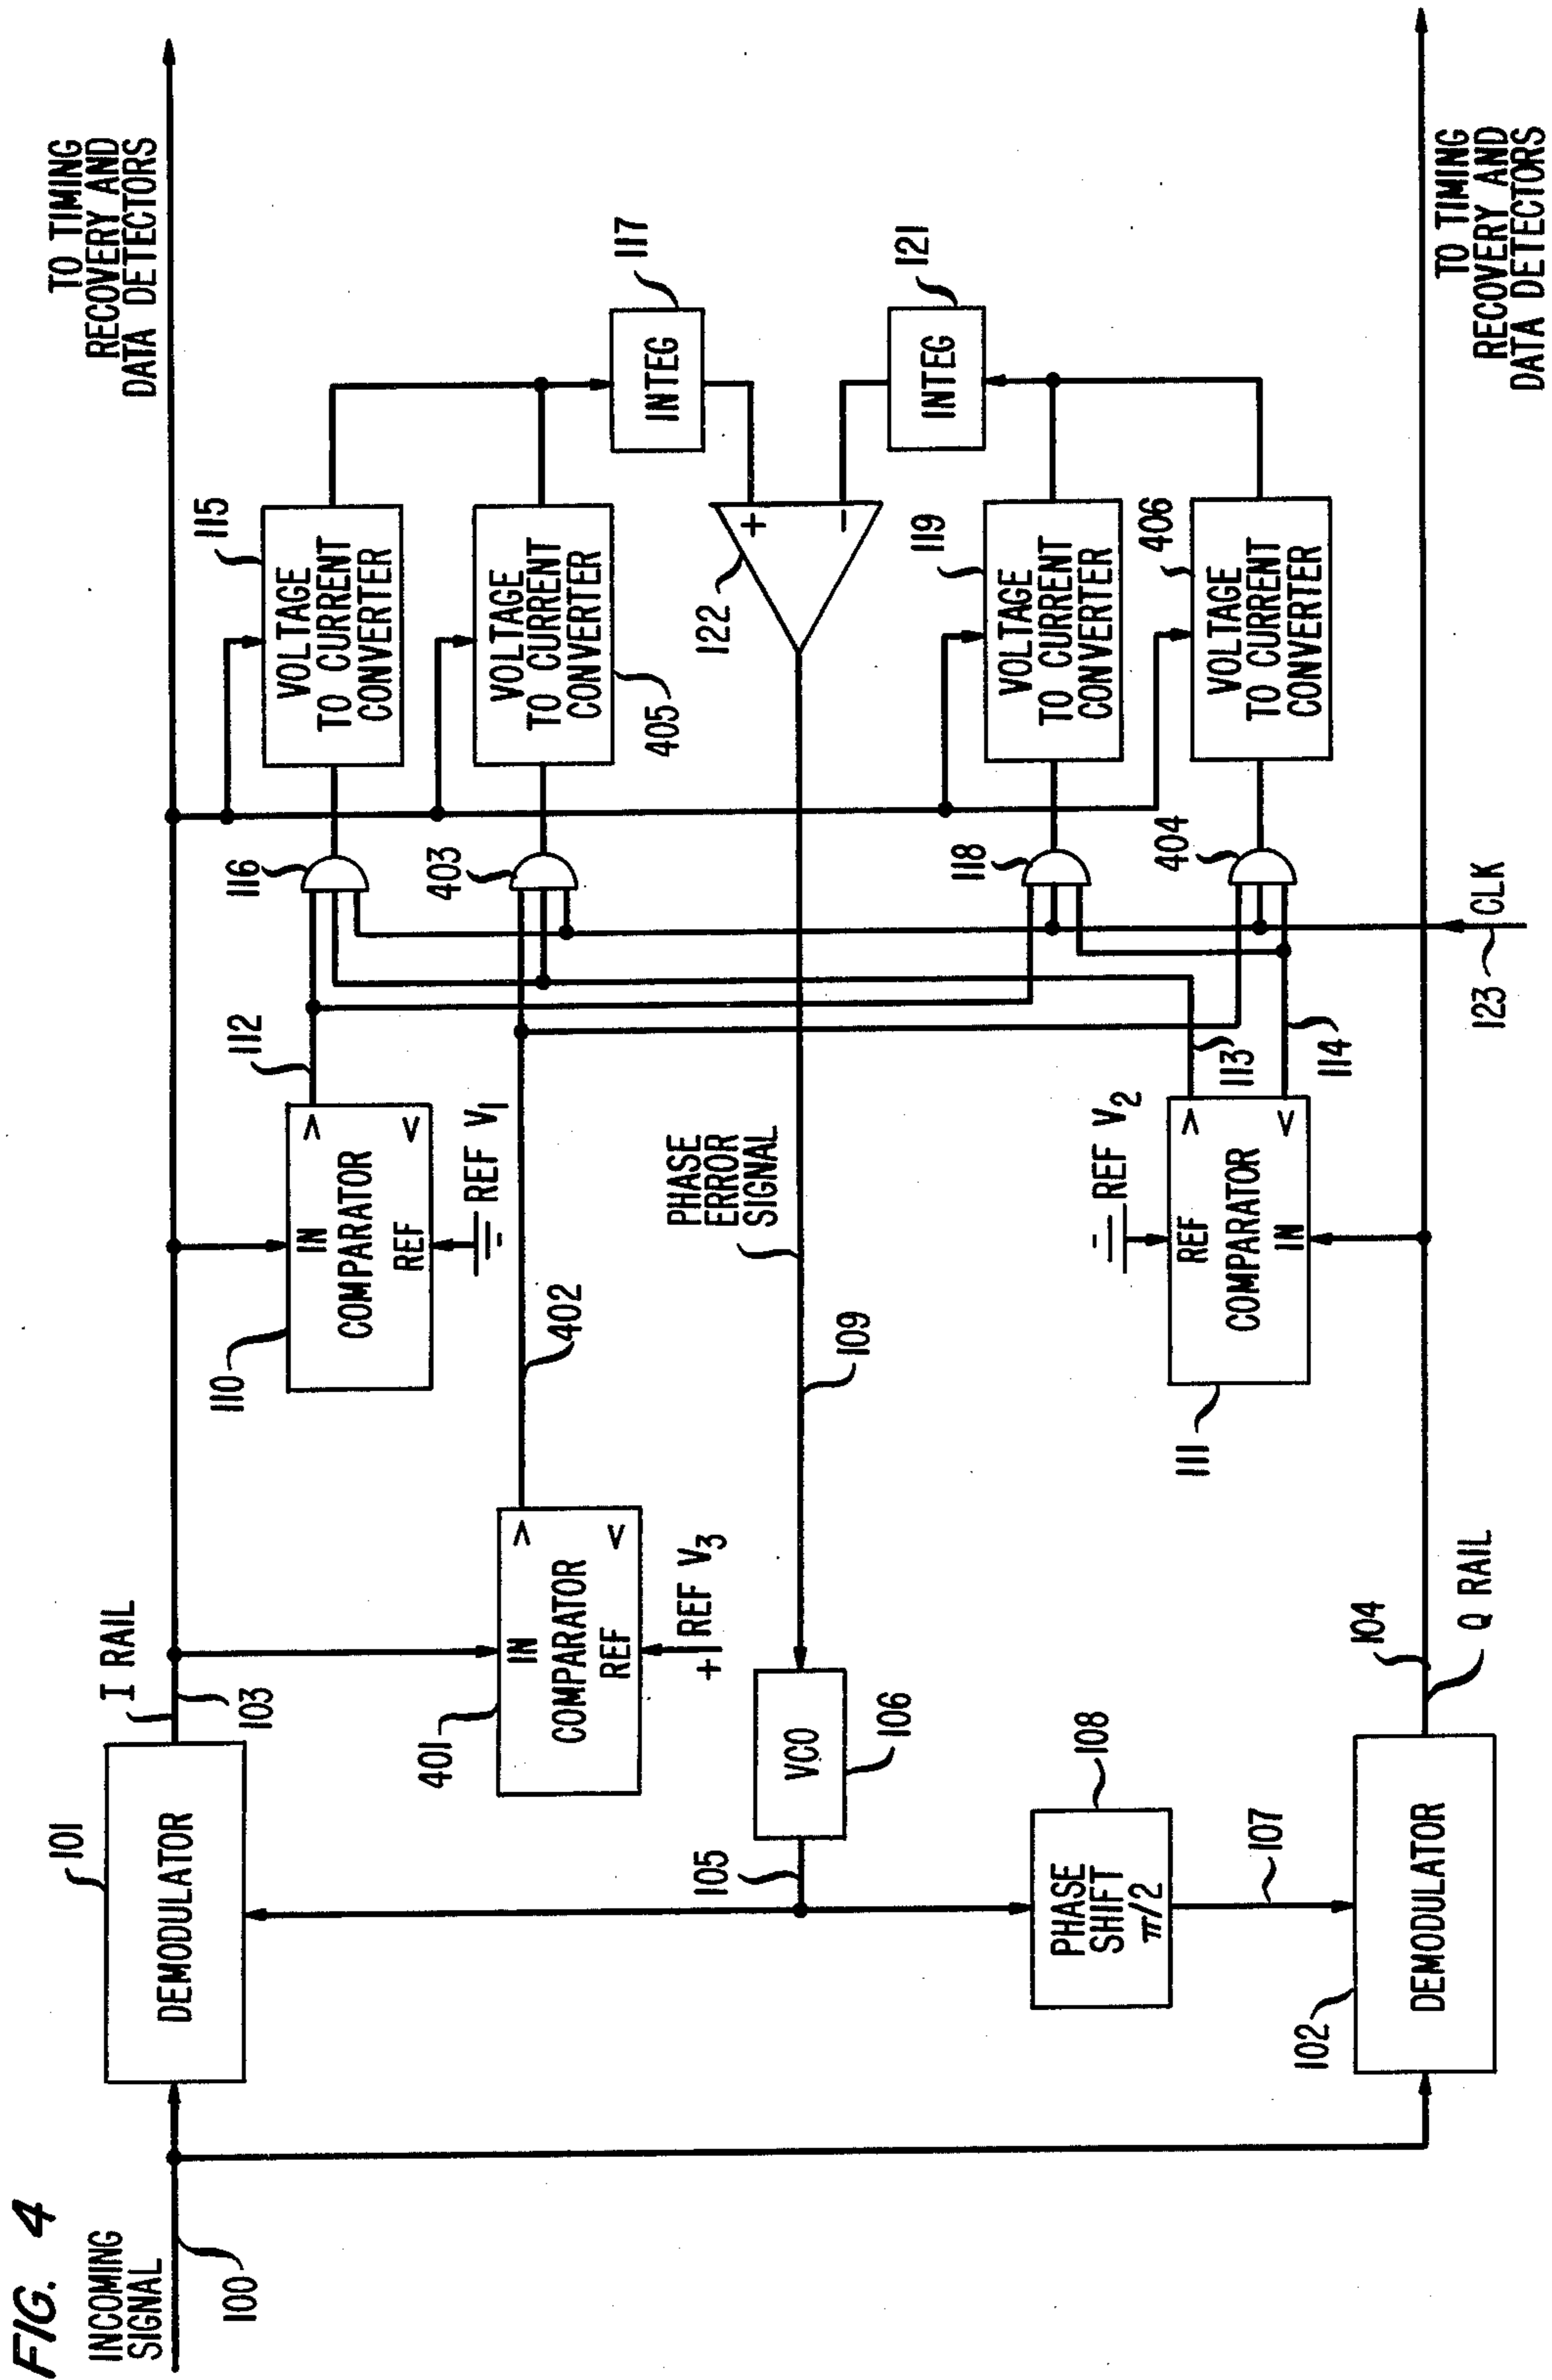 FIG. 4
INCOMING
SIGNAL
100
101
DEMODULATOR
I RAIL
103
TO TIMING
RECOVERY AND
DATA DETECTORS
110
IN
COMPARATOR
REF
>
<
REF V1
112
116
115
VOLTAGE
TO CURRENT
CONVERTER
401
IN
COMPARATOR
REF
>
<
+
REF V3
402
403
VOLTAGE
TO CURRENT
CONVERTER
405
INTEG
117
105
VCO
106
109
PHASE
ERROR
SIGNAL
122
+
-
INTEG
121
PHASE
SHIFT
π/2
108
107
-
REF V2
REF
COMPARATOR
IN
>
<
111
113
114
118
119
VOLTAGE
TO CURRENT
CONVERTER
404
406
VOLTAGE
TO CURRENT
CONVERTER
102
DEMODULATOR
104
Q RAIL
123
CLK
TO TIMING
RECOVERY AND
DATA DETECTORS